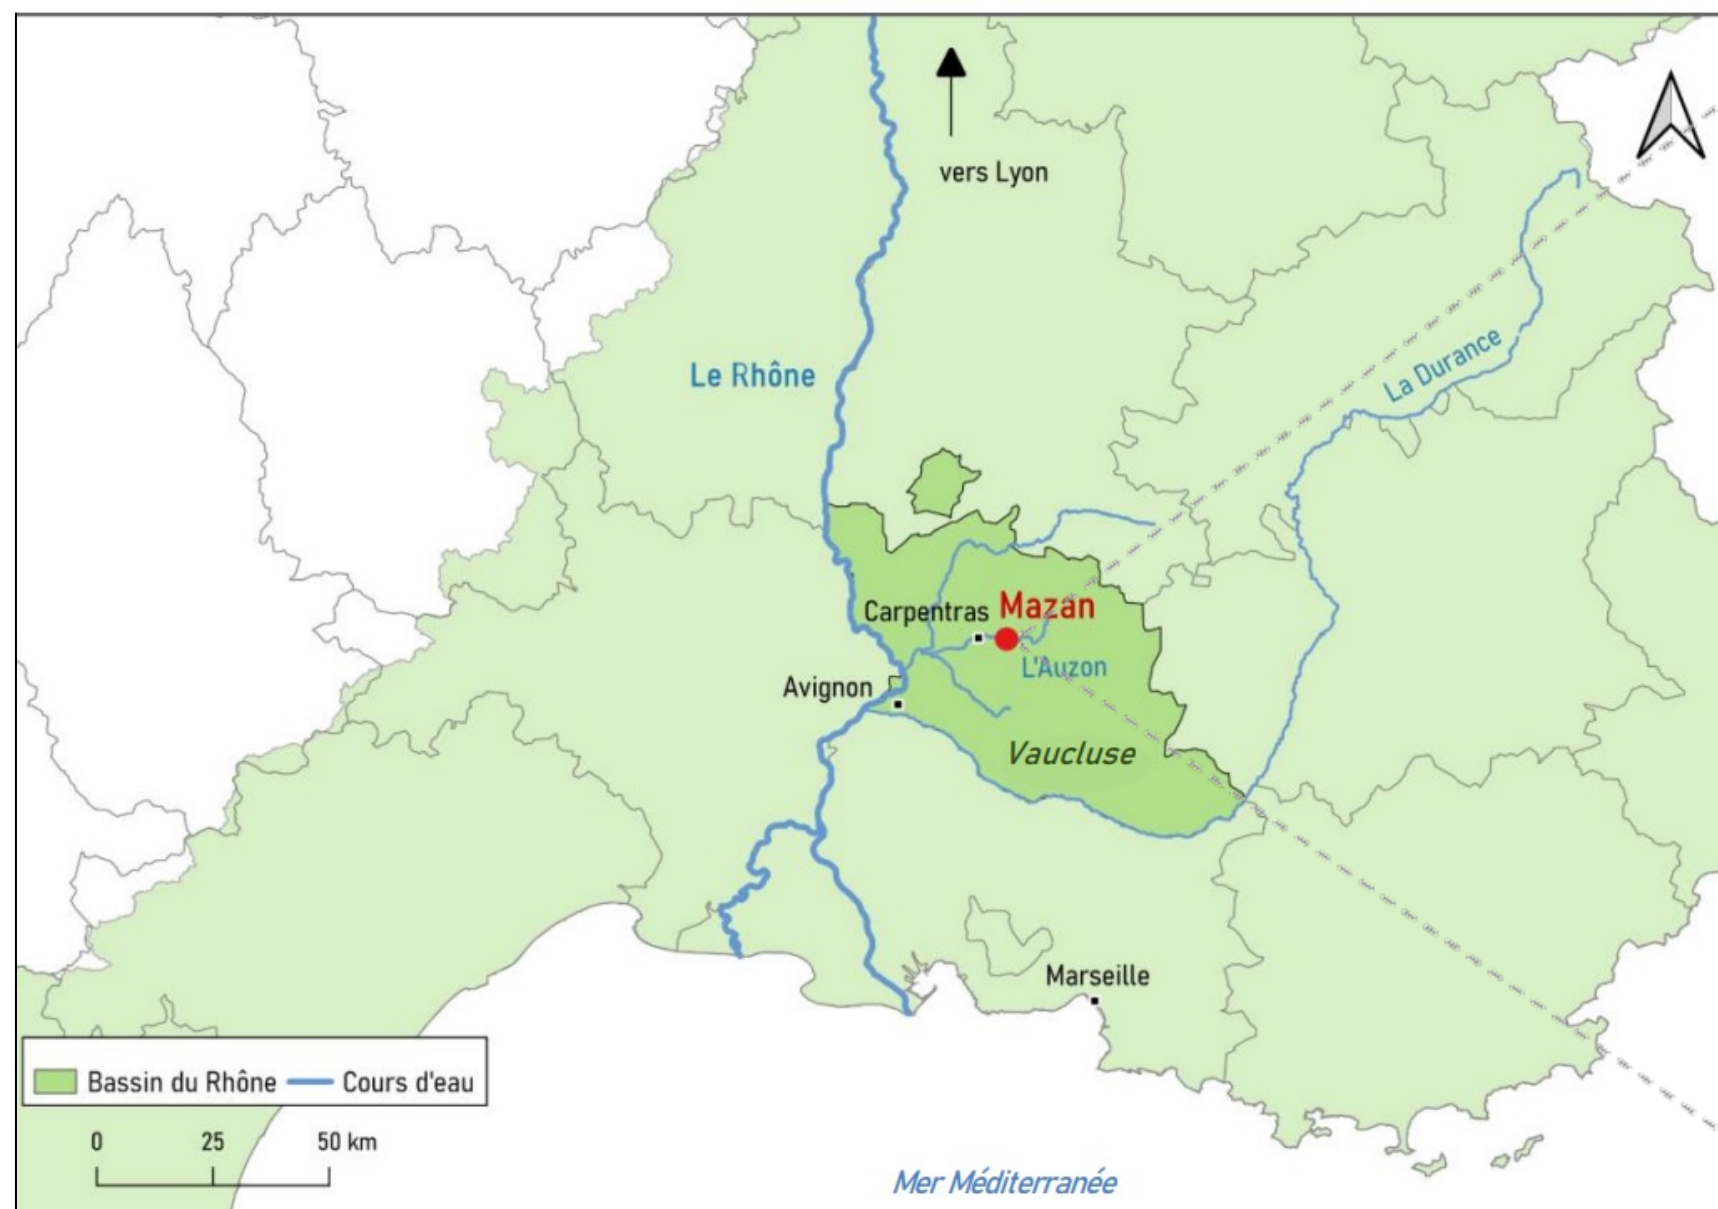 vers Lyon
Le Rhône
La Durance
Carpentras
Mazan
L'Auzon
Avignon
Vaucluse
Marseille
Bassin du Rhône
Cours d'eau
0 25 50 km
Mer Méditerranée